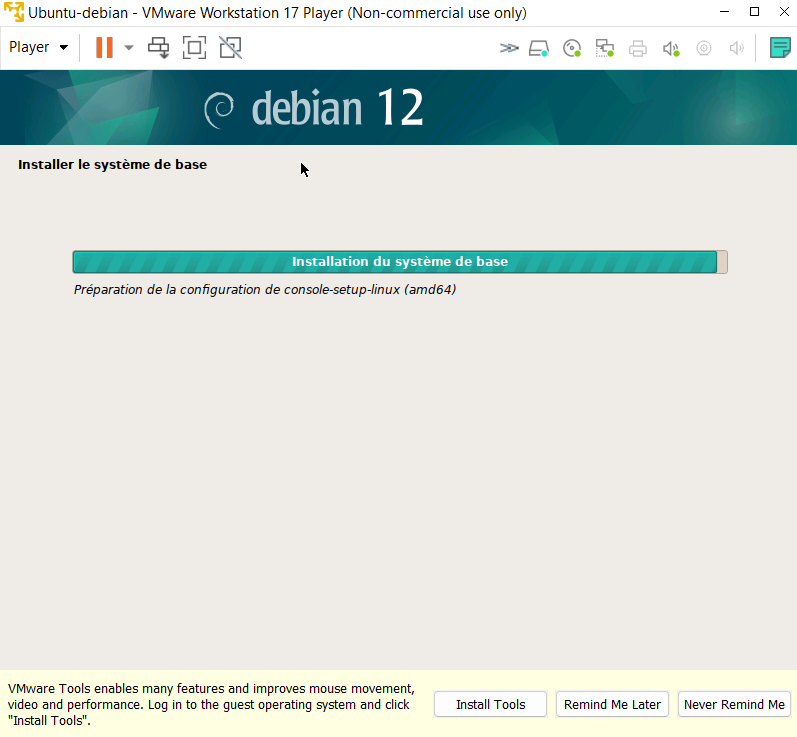 Ubuntu-debian - VMware Workstation 17 Player (Non-commercial use only)
Player
debian 12
Installer le système de base
Installation du système de base
Préparation de la configuration de console-setup-linux (amd64)
VMware Tools enables many features and improves mouse movement,
video and performance. Log in to the guest operating system and click
"Install Tools".
Install Tools
Remind Me Later
Never Remind Me